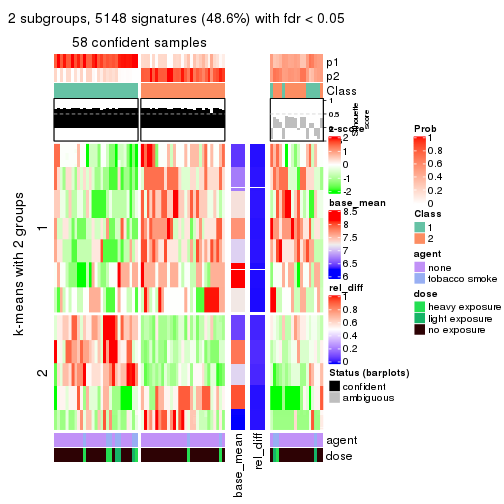 2 subgroups, 5148 signatures (48.6%) with fdr < 0.05
58 confident samples
p1
p2
Class
1
0.5
0
Silhouette
score
k-means with 2 groups
1
2
z-score
2
1
0
-1
-2
base_mean
8.5
8
7.5
7
6.5
6
rel_diff
1
0.8
0.6
0.4
0.2
0
Status (barplots)
confident
ambiguous
Prob
1
0.8
0.6
0.4
0.2
0
Class
1
2
agent
none
tobacco smoke
dose
heavy exposure
light exposure
no exposure
agent
dose
base_mean
rel_diff